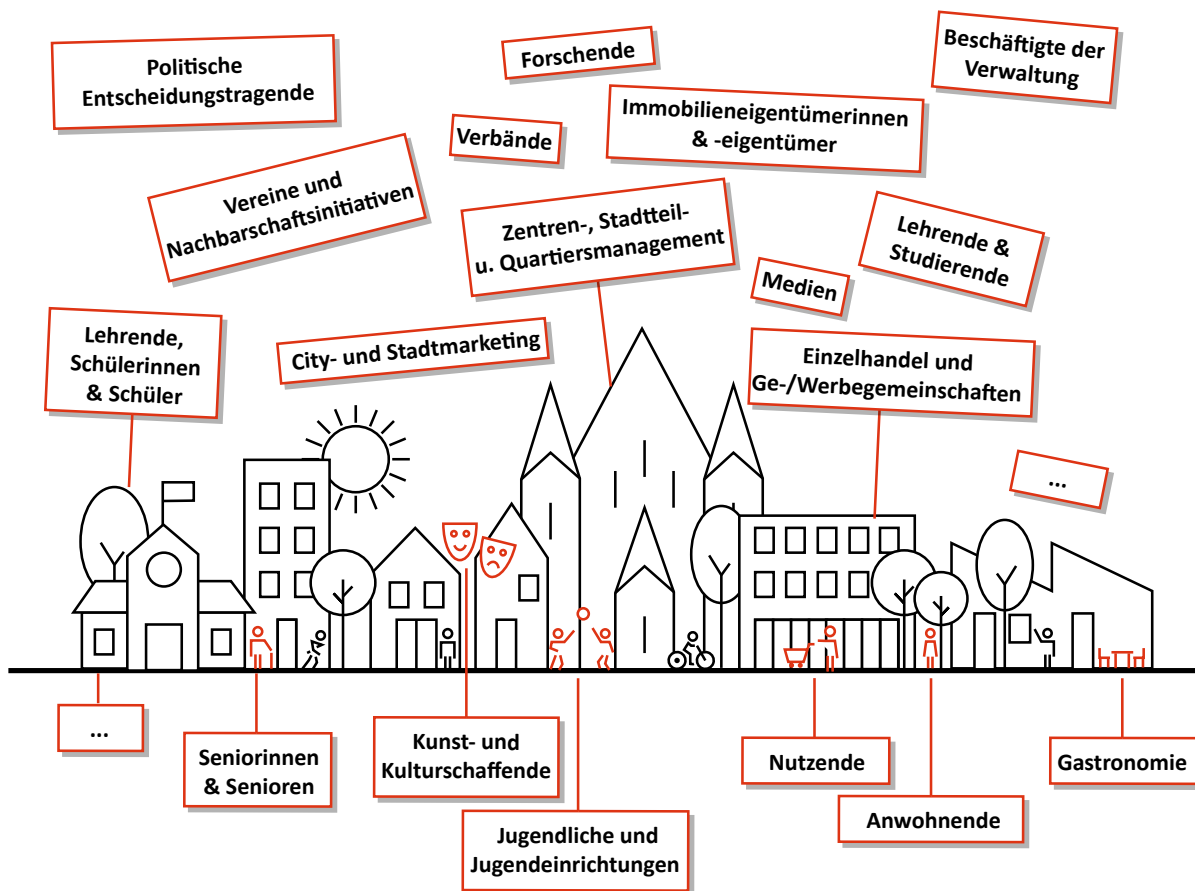 Politische
Entscheidungstragende
Forschende
Beschäftigte der
Verwaltung
Immobilieneigentümerinnen
& -eigentümer
Verbände
Vereine und
Nachbarschaftsinitiativen
Zentren-, Stadtteil-
u. Quartiersmanagement
Lehrende &
Studierende
Medien
Lehrende,
Schülerinnen
& Schüler
City- und Stadtmarketing
Einzelhandel und
Ge-/Werbegemeinschaften
...
...
Seniorinnen
& Senioren
Kunst- und
Kulturschaffende
Jugendliche und
Jugendeinrichtungen
Nutzende
Anwohnende
Gastronomie